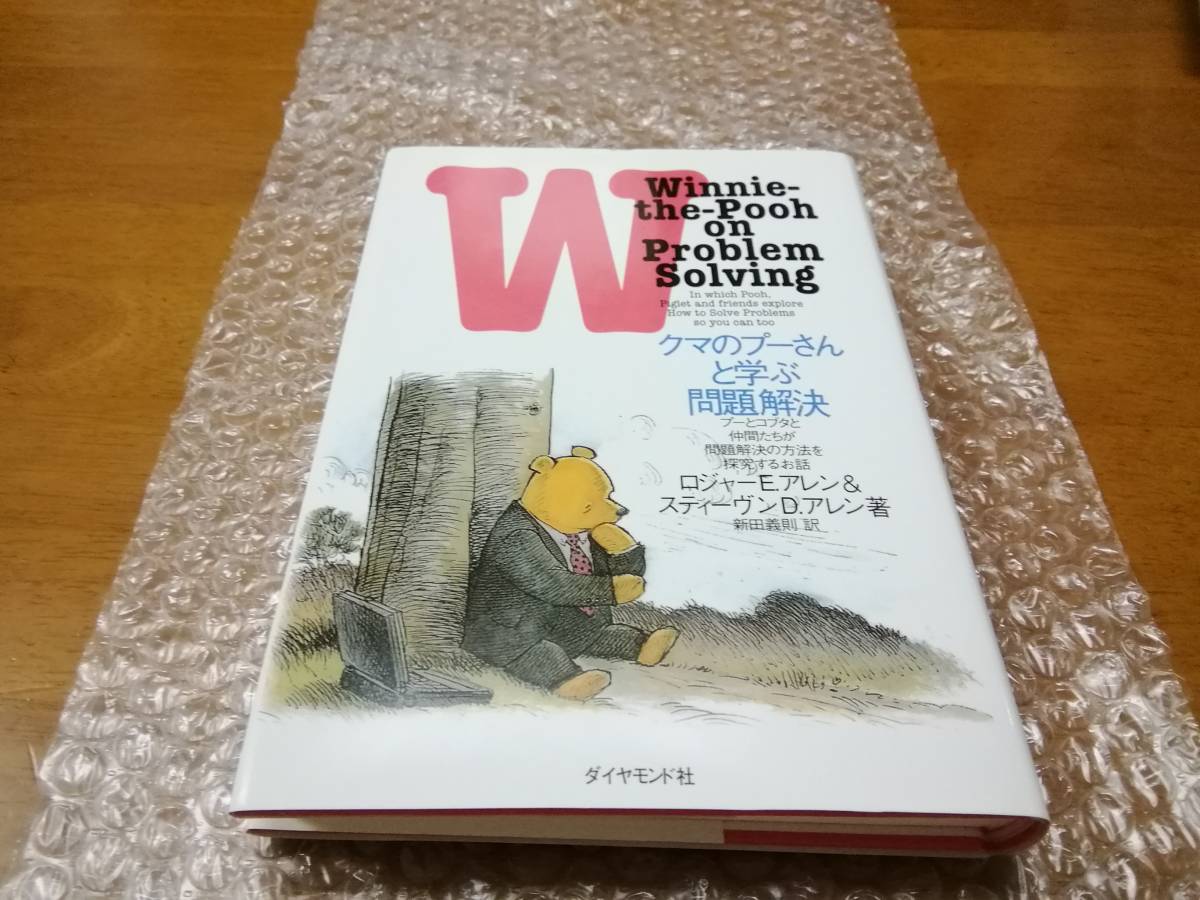 W
Winnie-
the-Pooh
on
Problem
Solving
In which Pooh,
Piglet and friends explore
How to Solve Problems
so you can too
クマのプーさん
と学ぶ
問題解決
プーとコブタと
仲間たちが
問題解決の方法を
探究するお話
ロジャーE.アレン&
スティーヴンD.アレン著
新田義則 訳
ダイヤモンド社